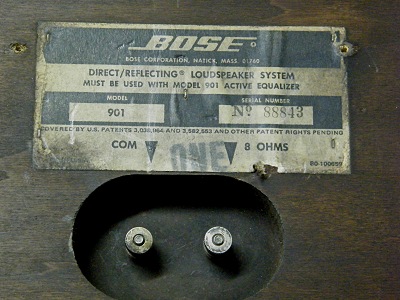 BOSE®
BOSE CORPORATION, NATICK, MASS. 01760
DIRECT/REFLECTING® LOUDSPEAKER SYSTEM
MUST BE USED WITH MODEL 901 ACTIVE EQUALIZER
MODEL SERIAL NUMBER
901 Nº 88843
COVERED BY U.S. PATENTS 3,038,964 AND 3,582,553 AND OTHER PATENT RIGHTS PENDING
COM ONE 8 OHMS